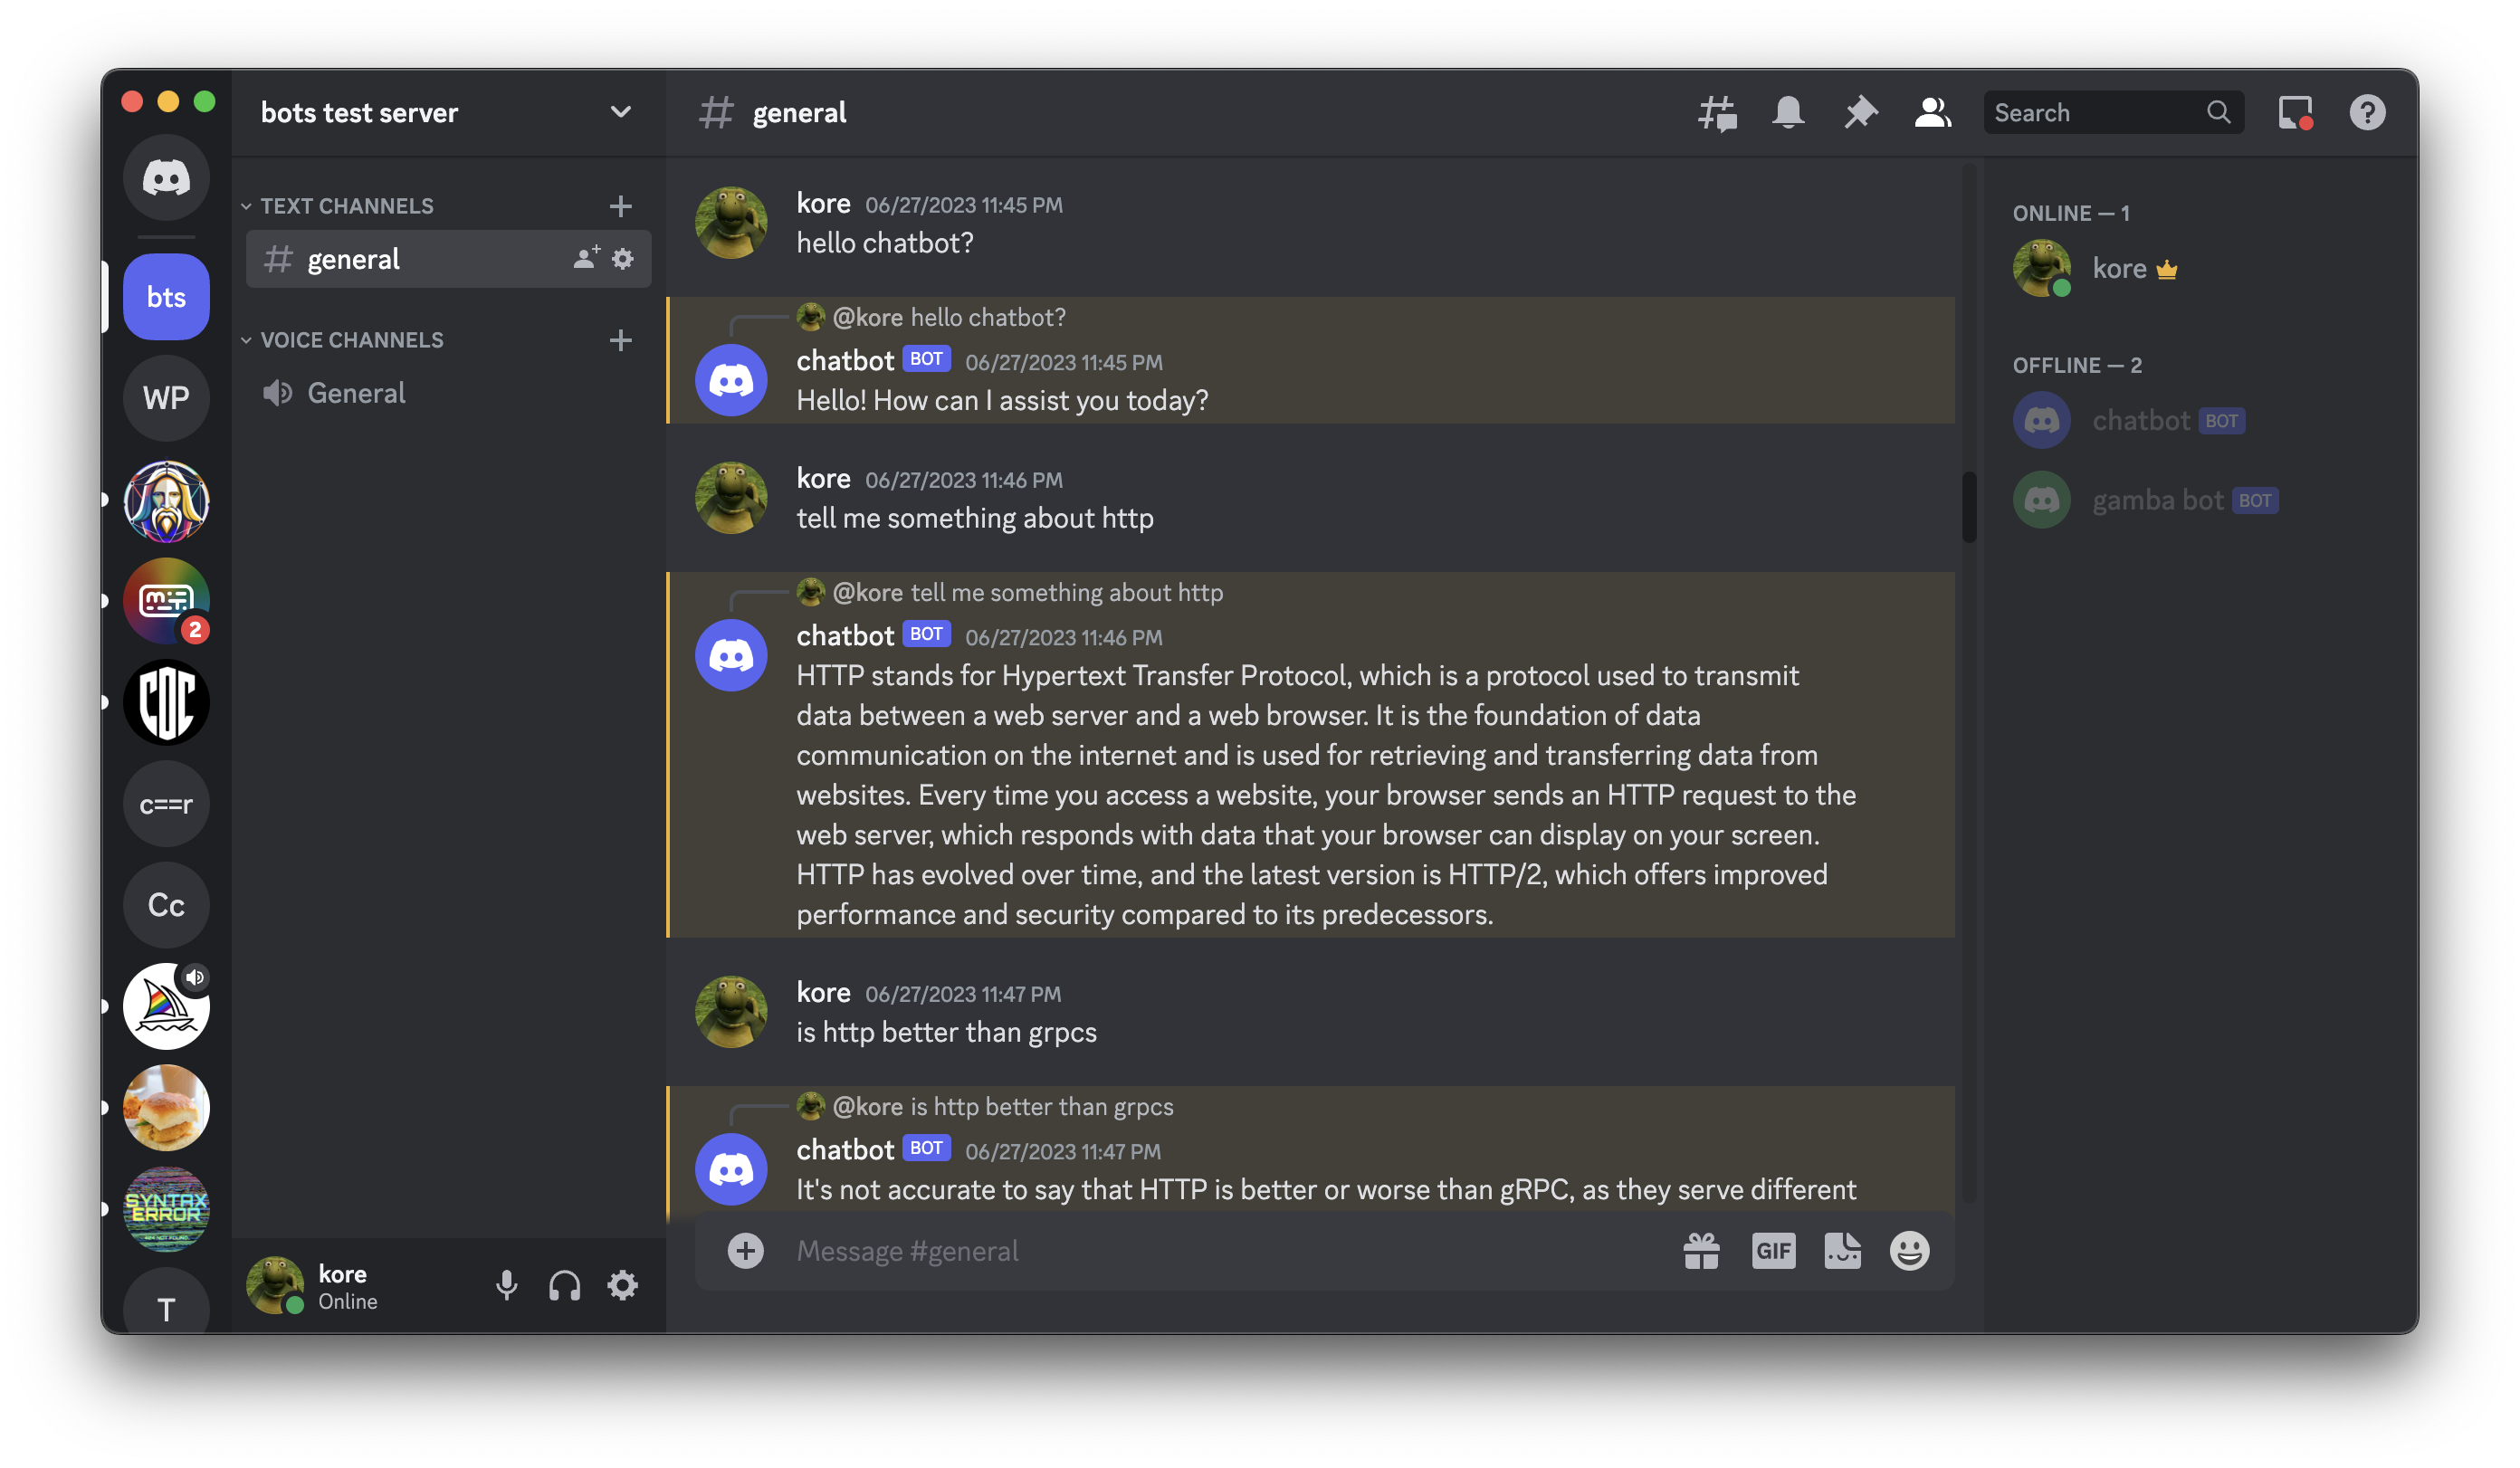 bts
WP
2
COC
c==r
Cc
SYNTAX
ERROR
T
bots test server
TEXT CHANNELS
# general
VOICE CHANNELS
General
kore
Online
# general
Search
?
kore 06/27/2023 11:45 PM
hello chatbot?
@kore hello chatbot?
chatbot BOT 06/27/2023 11:45 PM
Hello! How can I assist you today?
kore 06/27/2023 11:46 PM
tell me something about http
@kore tell me something about http
chatbot BOT 06/27/2023 11:46 PM
HTTP stands for Hypertext Transfer Protocol, which is a protocol used to transmit
data between a web server and a web browser. It is the foundation of data
communication on the internet and is used for retrieving and transferring data from
websites. Every time you access a website, your browser sends an HTTP request to the
web server, which responds with data that your browser can display on your screen.
HTTP has evolved over time, and the latest version is HTTP/2, which offers improved
performance and security compared to its predecessors.
kore 06/27/2023 11:47 PM
is http better than grpcs
@kore is http better than grpcs
chatbot BOT 06/27/2023 11:47 PM
It's not accurate to say that HTTP is better or worse than gRPC, as they serve different
Message #general
GIF
ONLINE — 1
kore
OFFLINE — 2
chatbot BOT
gamba bot BOT